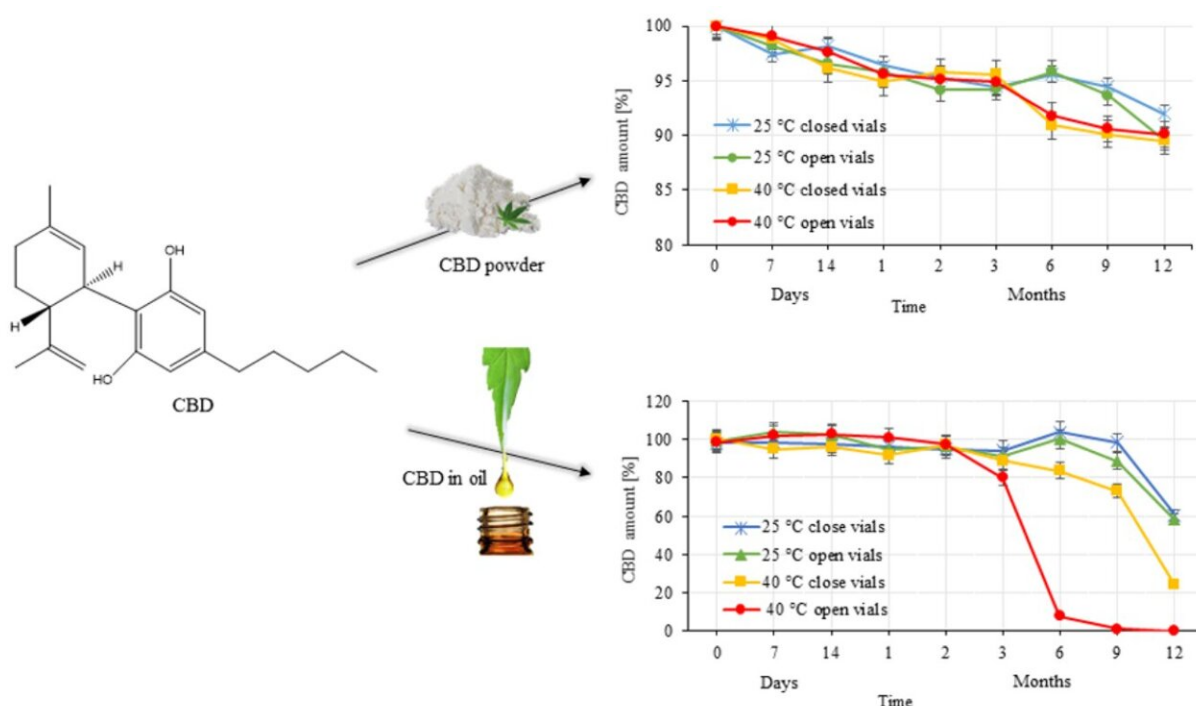 CBD
OH
H
H
HO
CBD powder
CBD in oil
CBD amount [%]
100
95
90
85
80
25 °C closed vials
25 °C open vials
40 °C closed vials
40 °C open vials
0 7 14 1 2 3 6 9 12
Days Months
Time
CBD amount [%]
120
100
80
60
40
20
0
25 °C close vials
25 °C open vials
40 °C close vials
40 °C open vials
0 7 14 1 2 3 6 9 12
Days Months
Time